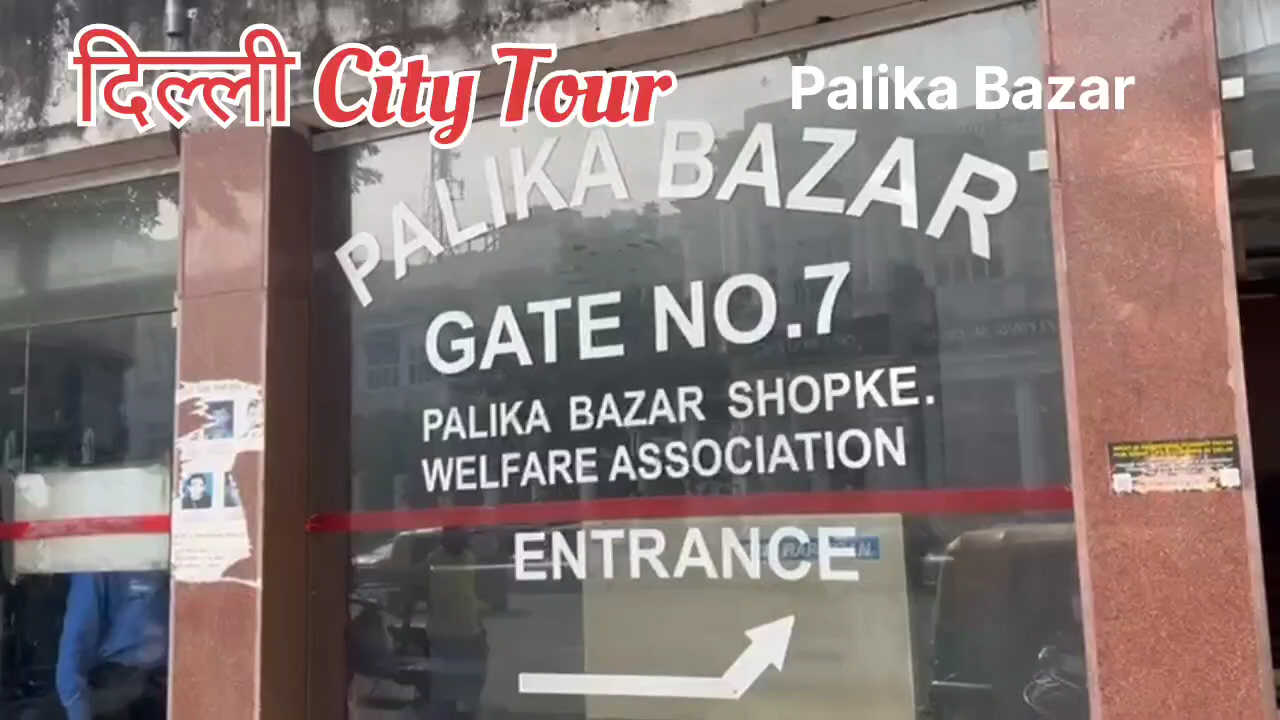 दिल्ली City Tour
Palika Bazar
PALIKA BAZAR
GATE NO.7
PALIKA BAZAR SHOPKE.
WELFARE ASSOCIATION
ENTRANCE